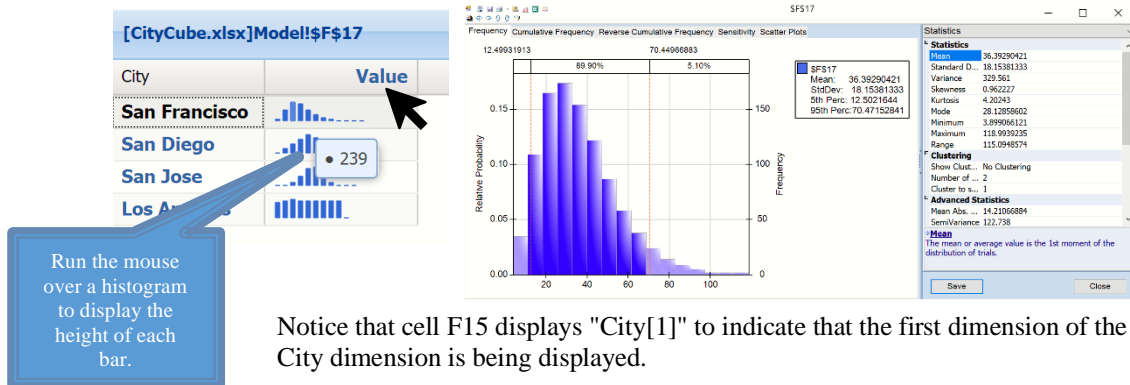 [CityCube.xlsx]Model!$F$17
City Value
San Francisco
San Diego
San Jose
Los A
• 239
Run the mouse
over a histogram
to display the
height of each
bar.
$F$17
Frequency Cumulative Frequency Reverse Cumulative Frequency Sensitivity Scatter Plots
12.49931913 70.44966883
89.90% 5.10%
0.15
0.10
0.05
0.00
Relative Probability
20 40 60 80 100
150
100
50
0
Frequency
$F$17
Mean: 36.39290421
StdDev: 18.15381333
5th Perc: 12.5021644
95th Perc: 70.47152841
Statistics
Statistics
Mean 36.39290421
Standard D... 18.15381333
Variance 329.561
Skewness 0.962227
Kurtosis 4.20243
Mode 28.12858602
Minimum 3.899066121
Maximum 118.9939235
Range 115.0948574
Clustering
Show Clust... No Clustering
Number of ... 2
Cluster to s... 1
Advanced Statistics
Mean Abs. ... 14.21066884
SemiVariance 122.738
Mean
The mean or average value is the 1st moment of the
distribution of trials.
Save Close
Notice that cell F15 displays "City[1]" to indicate that the first dimension of the
City dimension is being displayed.